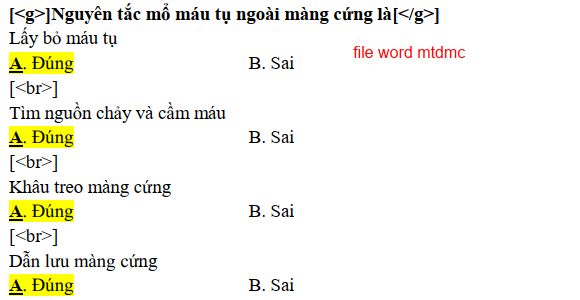 [<g>]Nguyên tắc mổ máu tụ ngoài màng cứng là[</g>]
Lấy bỏ máu tụ
file word mtdmc
A. Đúng B. Sai
[<br>]
Tìm nguồn chảy và cầm máu
A. Đúng B. Sai
[<br>]
Khâu treo màng cứng
A. Đúng B. Sai
[<br>]
Dẫn lưu màng cứng
A. Đúng B. Sai